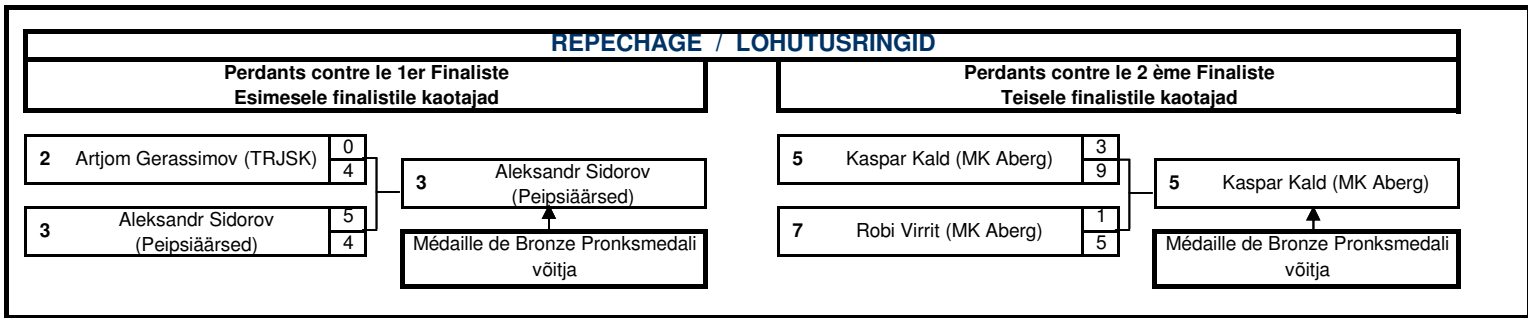 REPECHAGE / LOHUTUSRINGID
Perdants contre le 1er Finaliste
Esimesele finalistile kaotajad
Perdants contre le 2 ème Finaliste
Teisele finalistile kaotajad
2 Artjom Gerassimov (TRJSK) 0
4
3 Aleksandr Sidorov
(Peipsiäärsed)
3 Aleksandr Sidorov
(Peipsiäärsed)
5
4
Médaille de Bronze Pronksmedali
võitja
5 Kaspar Kald (MK Aberg) 3
9
5 Kaspar Kald (MK Aberg)
7 Robi Virrit (MK Aberg) 1
5
Médaille de Bronze Pronksmedali
võitja